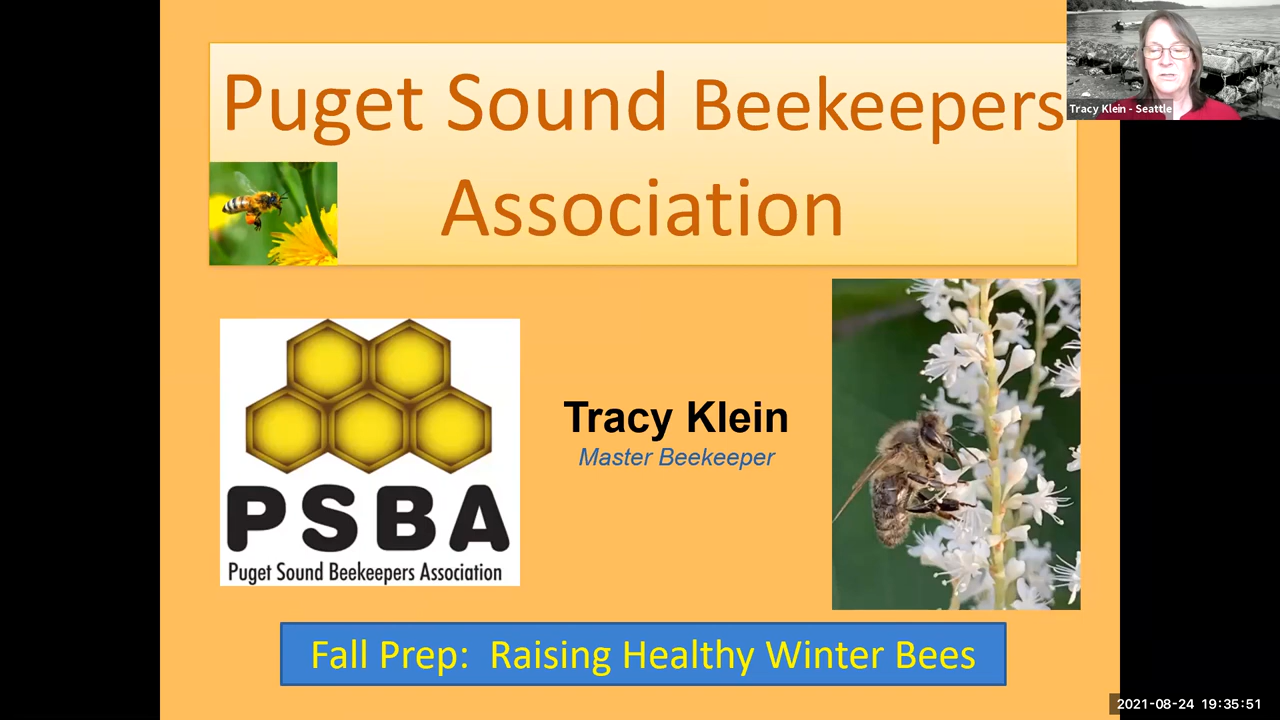 Puget Sound Beekeepers
Association
Tracy Klein - Seattle
Tracy Klein
Master Beekeeper
PSBA
Puget Sound Beekeepers Association
Fall Prep: Raising Healthy Winter Bees
2021-08-24 19:35:51